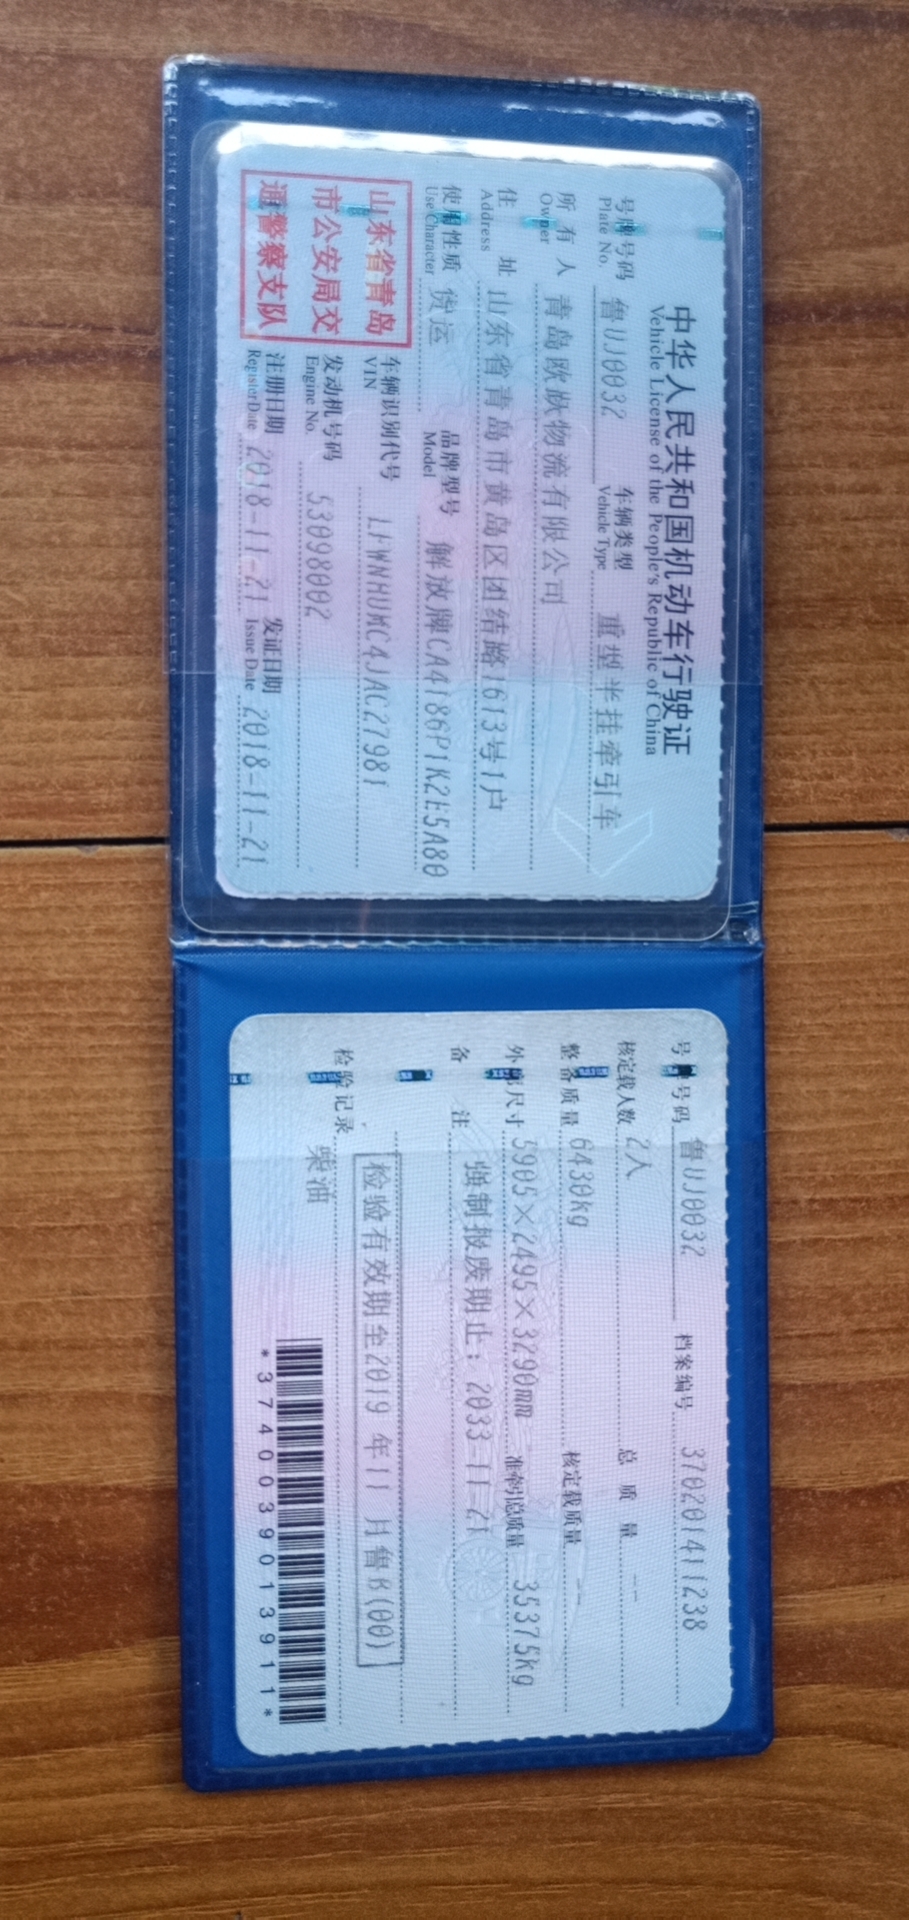 中华人民共和国机动车行驶证
Vehicle License of the People's Republic of China
号牌号码 鲁UJ0032 车辆类型 重型半挂牵引车
Plate No. Vehicle Type
所有人 青岛欧歆物流有限公司
Owner
住址 山东省青岛市黄岛区团结路1613号1户
Address
使用性质 货运 品牌型号 解放牌CA4186P1K2E5A80
Use Character Model
山东省青岛市公安局交通警察支队
车辆识别代号 LFWNHUMC4JAC27981
VIN
发动机号码 53098002
Engine No.
注册日期 2018-11-21 发证日期 2018-11-21
Register Date Issue Date
号牌号码 鲁UJ0032 档案编号 370201411238
核定载人数 2人 总质量 --
整备质量 6430kg 核定载质量 --
外廓尺寸 5905×2495×3290mm 准牵引总质量 35375kg
备注 强制报废期止：2033-11-21
检验有效期至2019年11月鲁B(00)
检验记录 柴油
*3740039013911*